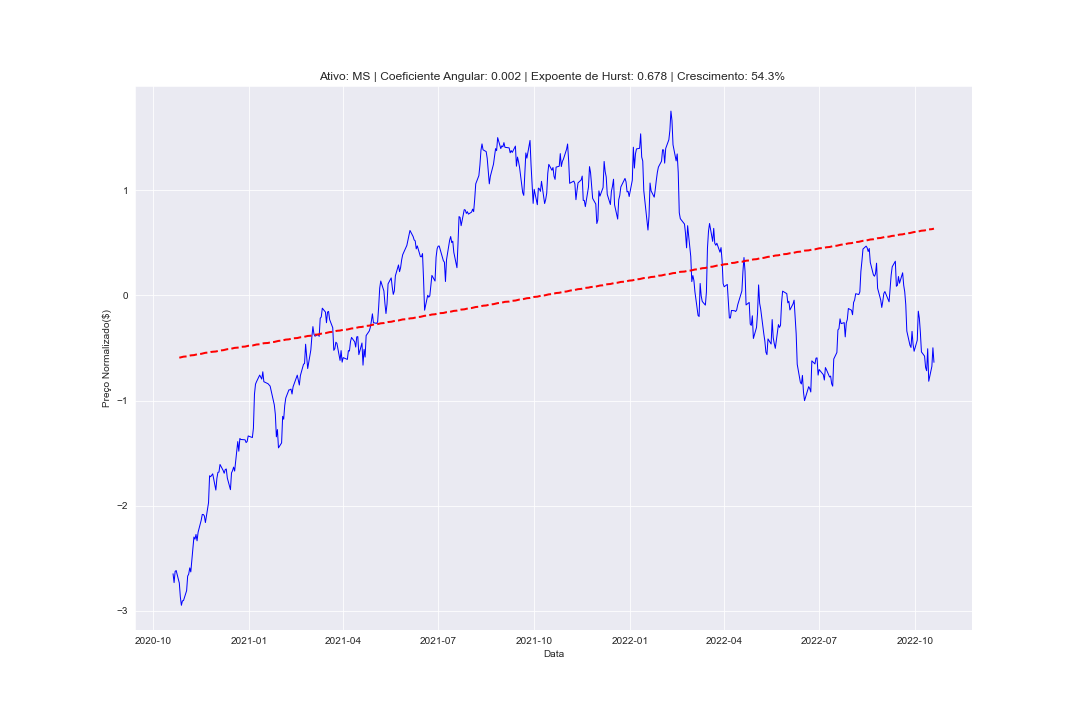 Ativo: MS | Coeficiente Angular: 0.002 | Expoente de Hurst: 0.678 | Crescimento: 54.3%
Preço Normalizado($)
1
0
−1
−2
−3
2020-10 2021-01 2021-04 2021-07 2021-10 2022-01 2022-04 2022-07 2022-10
Data